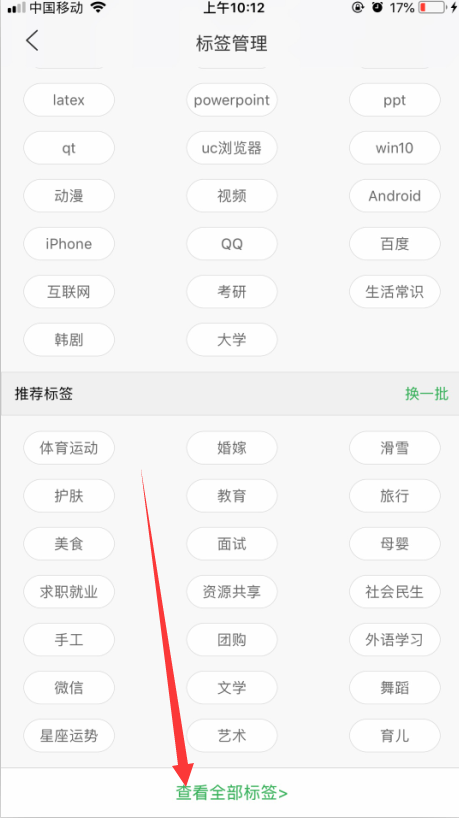 中国移动 上午10:12 17%
标签管理
latex powerpoint ppt
qt uc浏览器 win10
动漫 视频 Android
iPhone QQ 百度
互联网 考研 生活常识
韩剧 大学
推荐标签 换一批
体育运动 婚嫁 滑雪
护肤 教育 旅行
美食 面试 母婴
求职就业 资源共享 社会民生
手工 团购 外语学习
微信 文学 舞蹈
星座运势 艺术 育儿
查看全部标签>